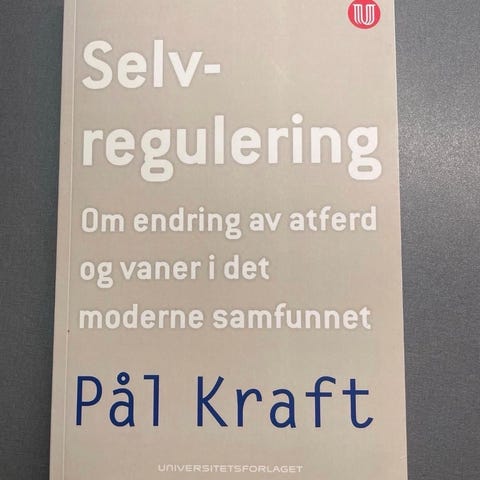 Selv-
regulering
Om endring av atferd
og vaner i det
moderne samfunnet
Pål Kraft
UNIVERSITETSFORLAGET